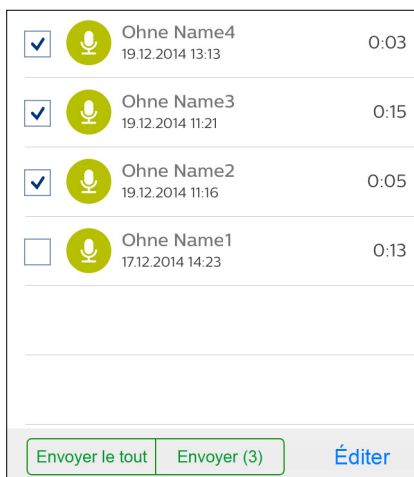 Ohne Name4
19.12.2014 13:13
0:03
Ohne Name3
19.12.2014 11:21
0:15
Ohne Name2
19.12.2014 11:16
0:05
Ohne Name1
17.12.2014 14:23
0:13
Envoyer le tout
Envoyer (3)
Éditer